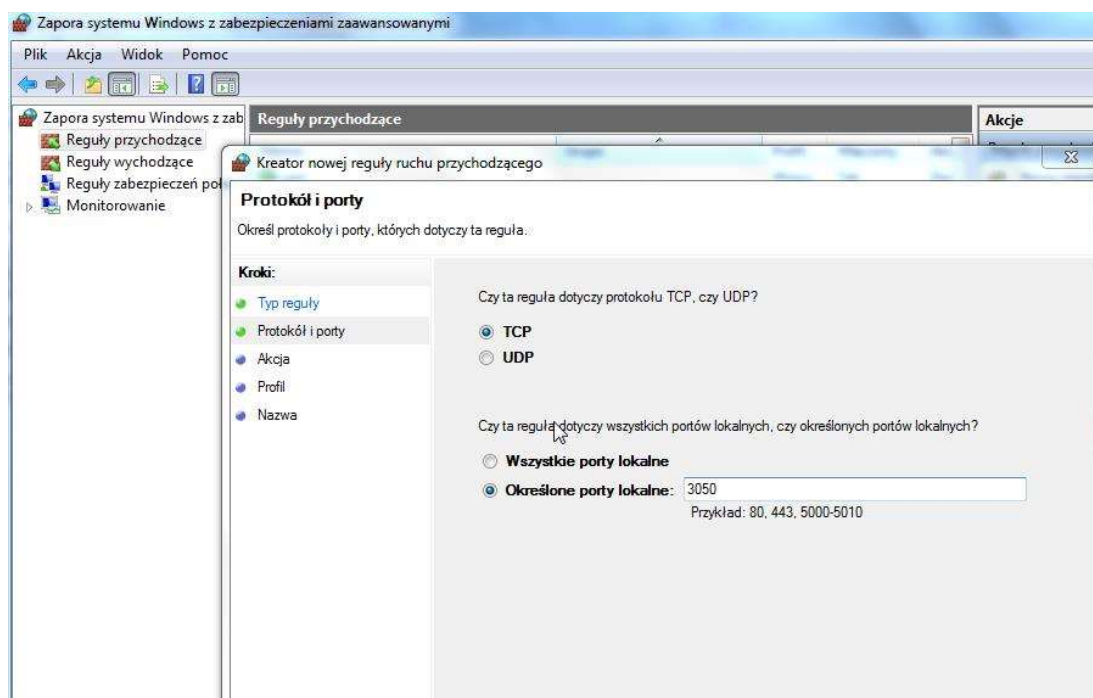 Zapora systemu Windows z zabezpieczeniami zaawansowanymi
Plik Akcja Widok Pomoc
Zapora systemu Windows z zab
Reguły przychodzące
Reguły wychodzące
Reguły zabezpieczeń poł
Monitorowanie
Reguły przychodzące
Akcje
Kreator nowej reguły ruchu przychodzącego
Protokół i porty
Określ protokoły i porty, których dotyczy ta reguła.
Kroki:
Typ reguły
Protokół i porty
Akcja
Profil
Nazwa
Czy ta reguła dotyczy protokołu TCP, czy UDP?
TCP
UDP
Czy ta reguła dotyczy wszystkich portów lokalnych, czy określonych portów lokalnych?
Wszystkie porty lokalne
Określone porty lokalne: 3050
Przykład: 80, 443, 5000-5010